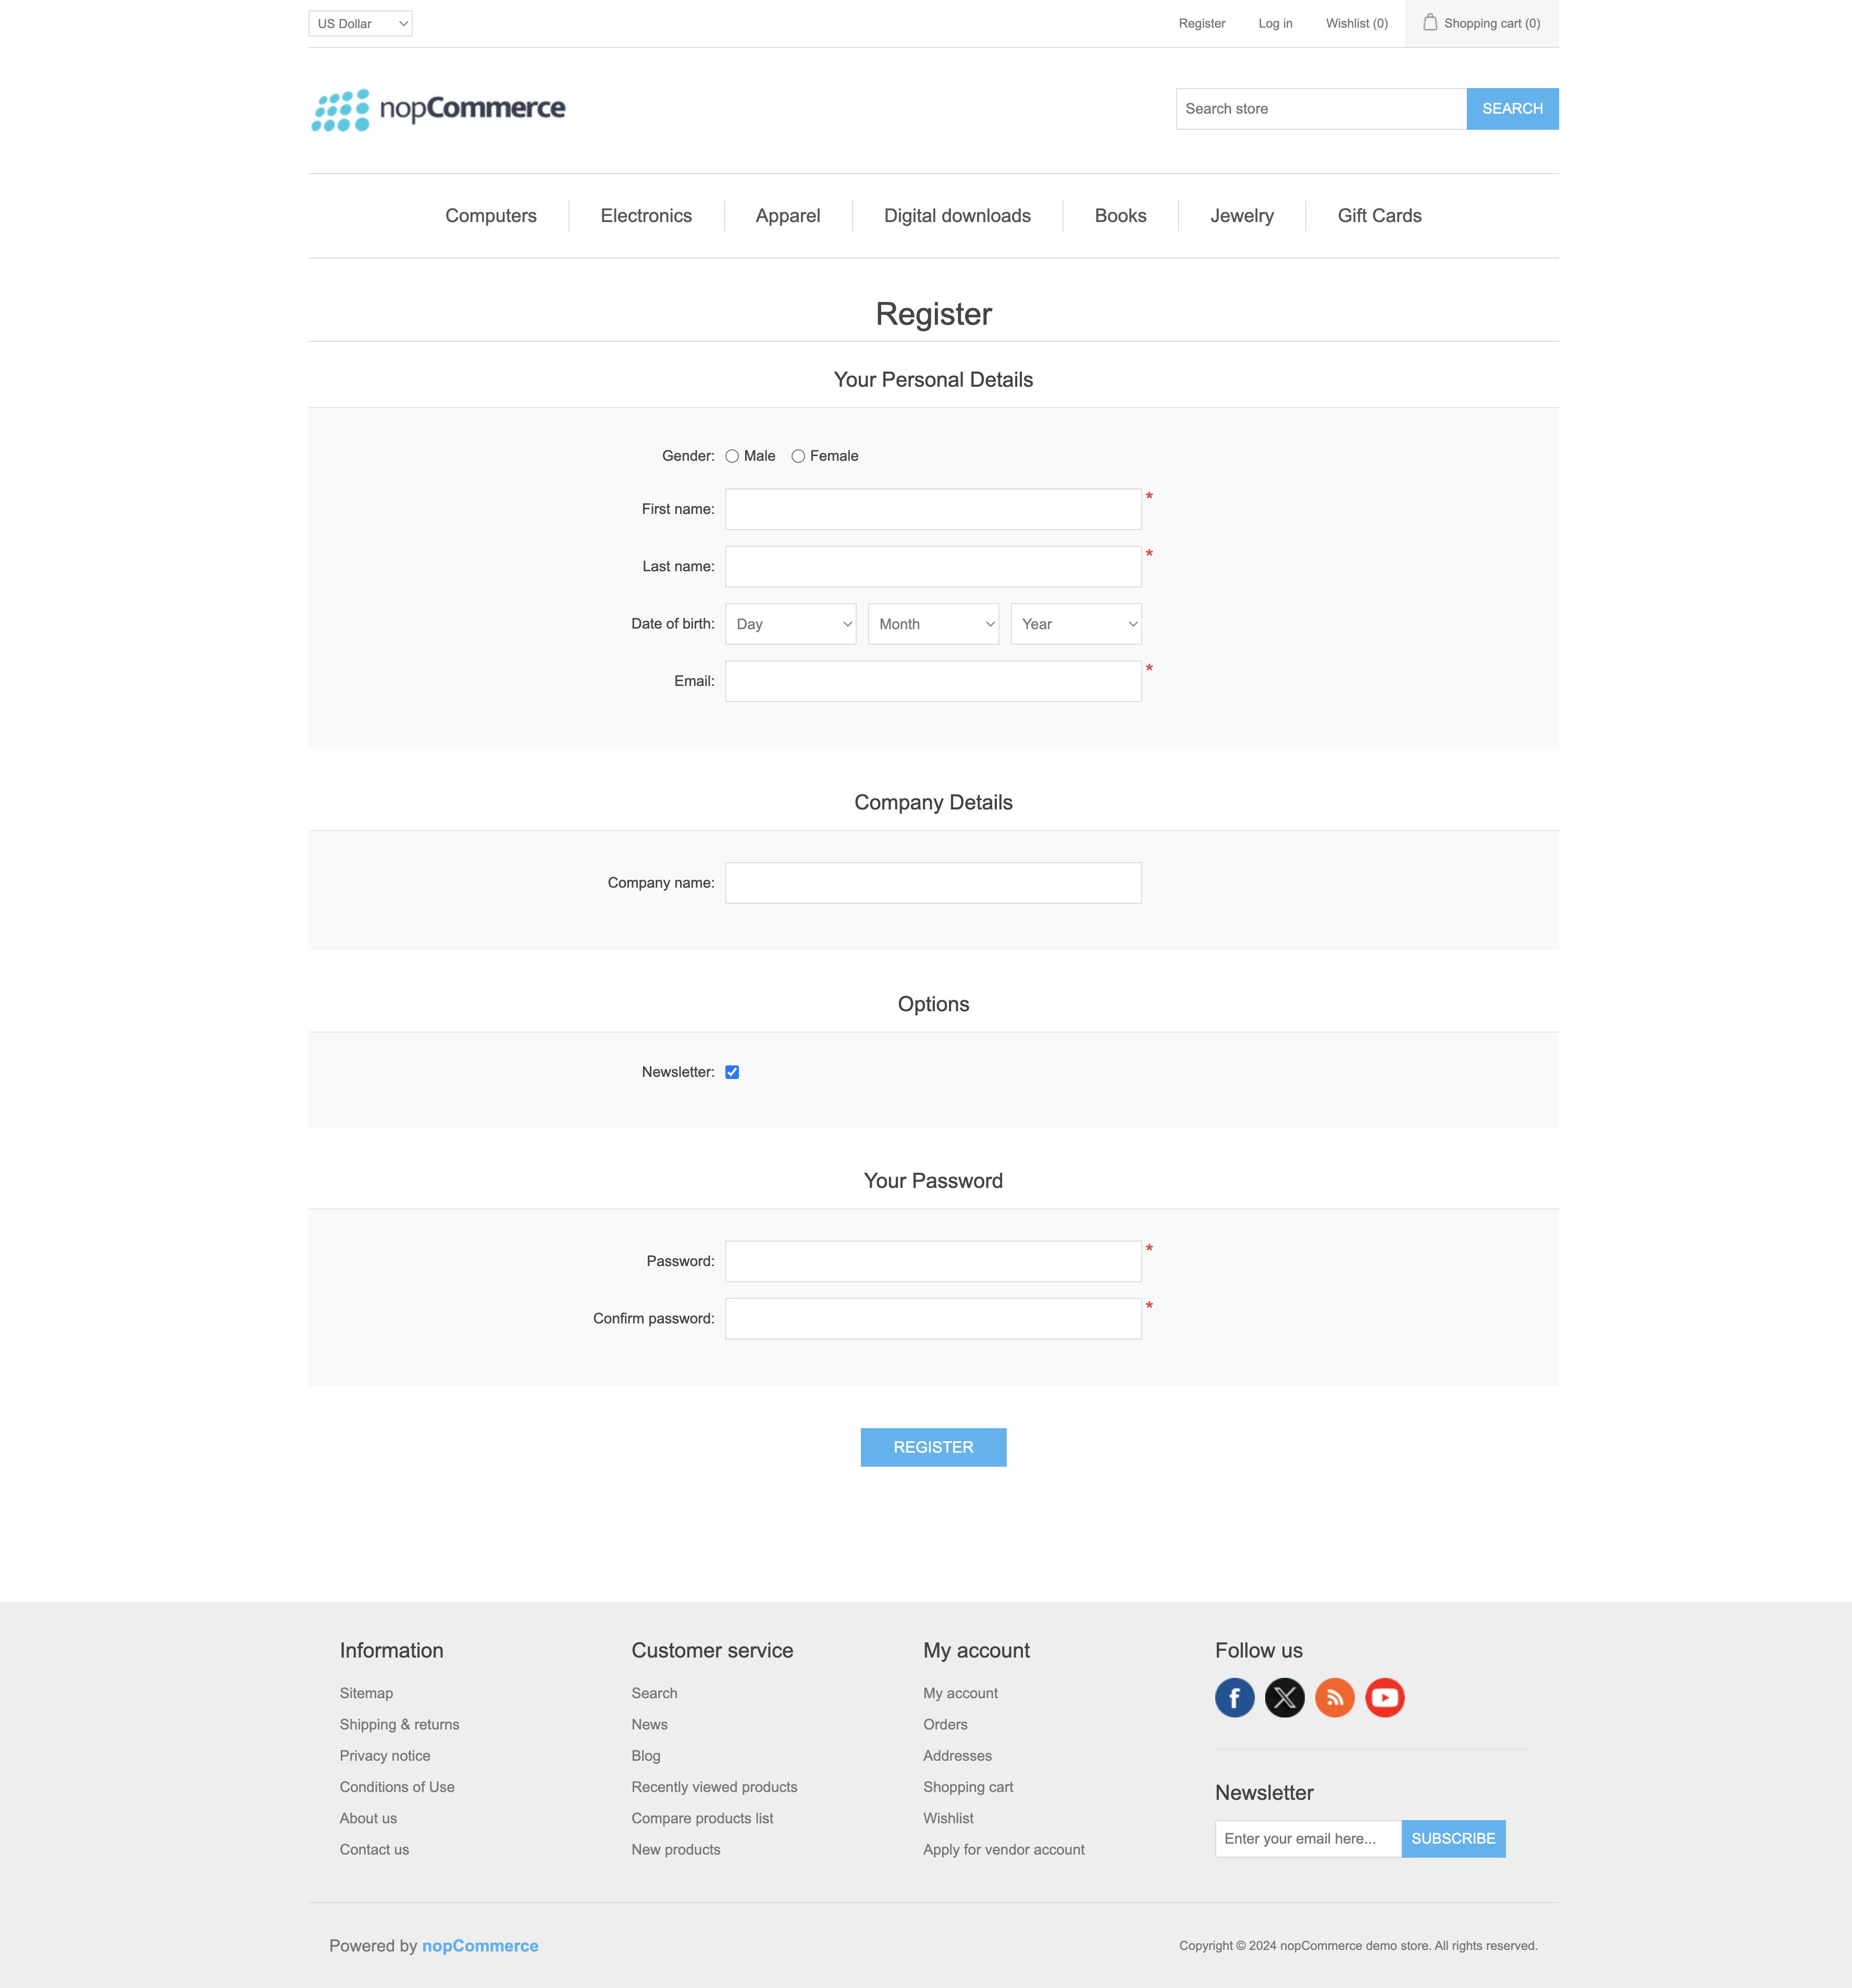 US Dollar Register Log in Wishlist (0) Shopping cart (0)
nopCommerce Search store SEARCH
Computers Electronics Apparel Digital downloads Books Jewelry Gift Cards
Register
Your Personal Details
Gender: Male Female
First name: *
Last name: *
Date of birth: Day Month Year
Email: *
Company Details
Company name:
Options
Newsletter:
Your Password
Password: *
Confirm password: *
REGISTER
Information
Sitemap
Shipping & returns
Privacy notice
Conditions of Use
About us
Contact us
Customer service
Search
News
Blog
Recently viewed products
Compare products list
New products
My account
My account
Orders
Addresses
Shopping cart
Wishlist
Apply for vendor account
Follow us
Newsletter
Enter your email here... SUBSCRIBE
Powered by nopCommerce
Copyright © 2024 nopCommerce demo store. All rights reserved.